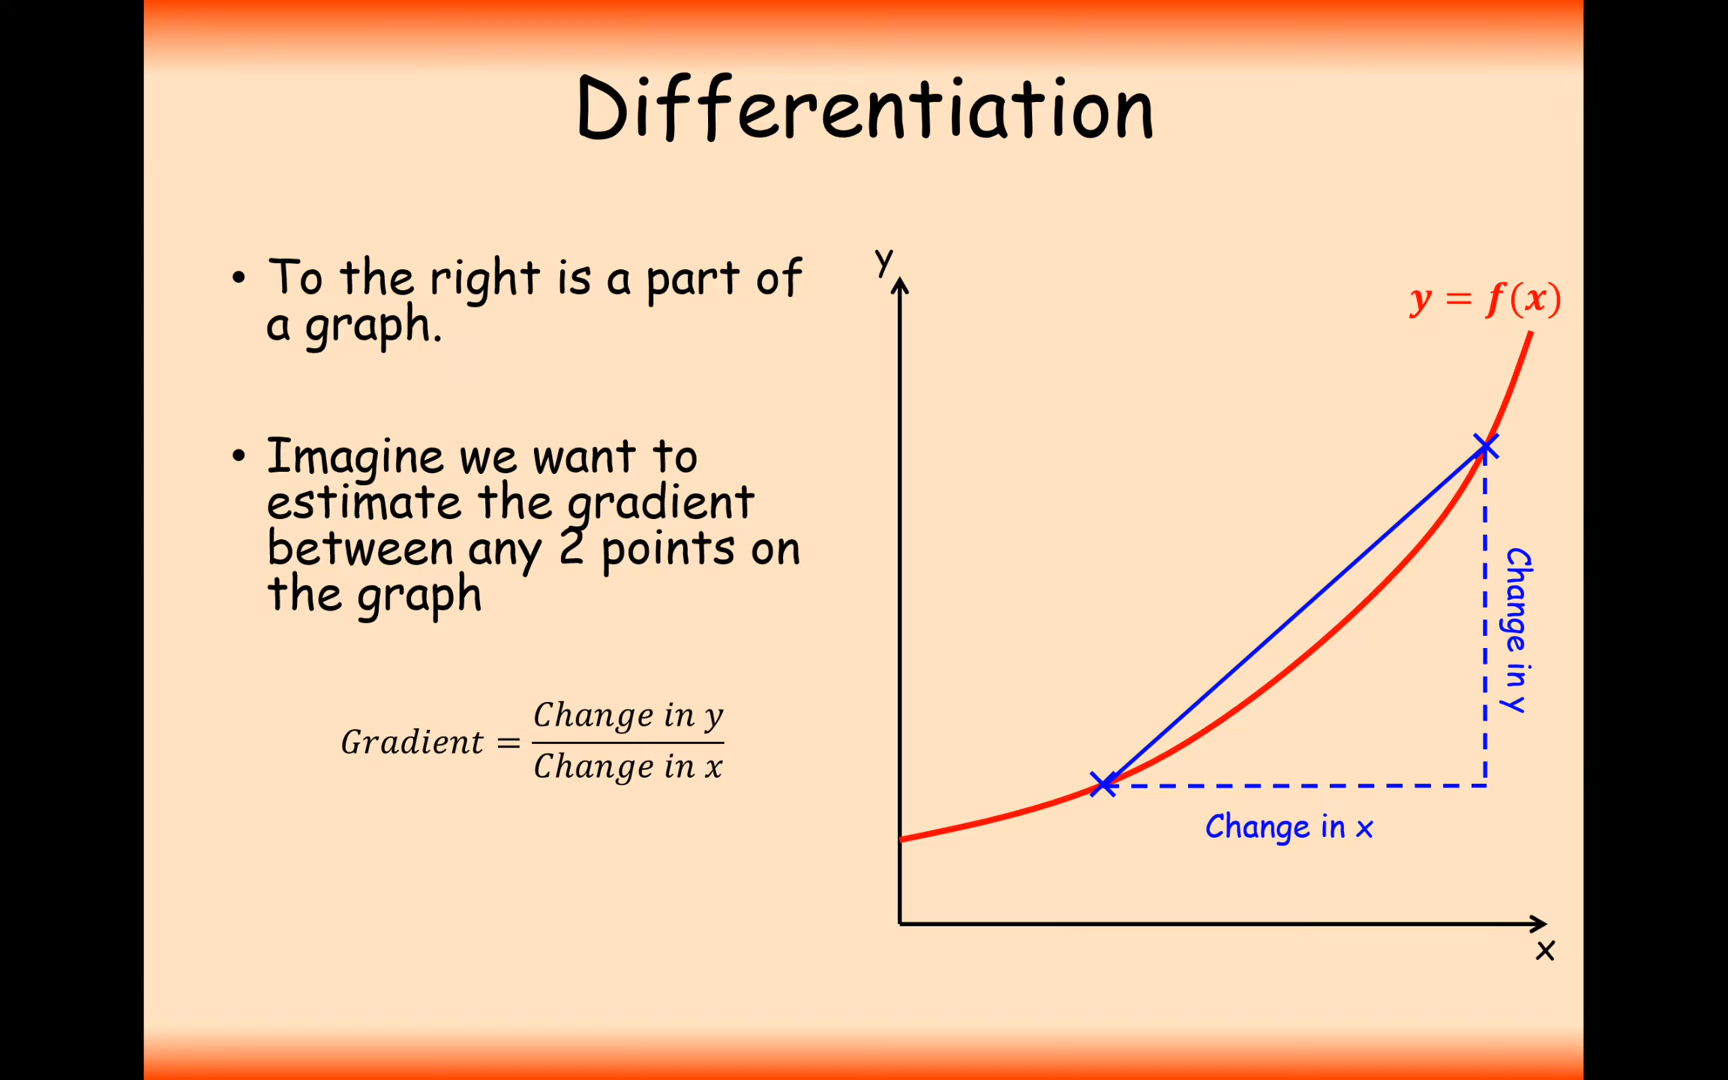 Differentiation
• To the right is a part of
a graph.
• Imagine we want to
estimate the gradient
between any 2 points on
the graph
Gradient = Change in y / Change in x
y
y = f(x)
Change in y
Change in x
x